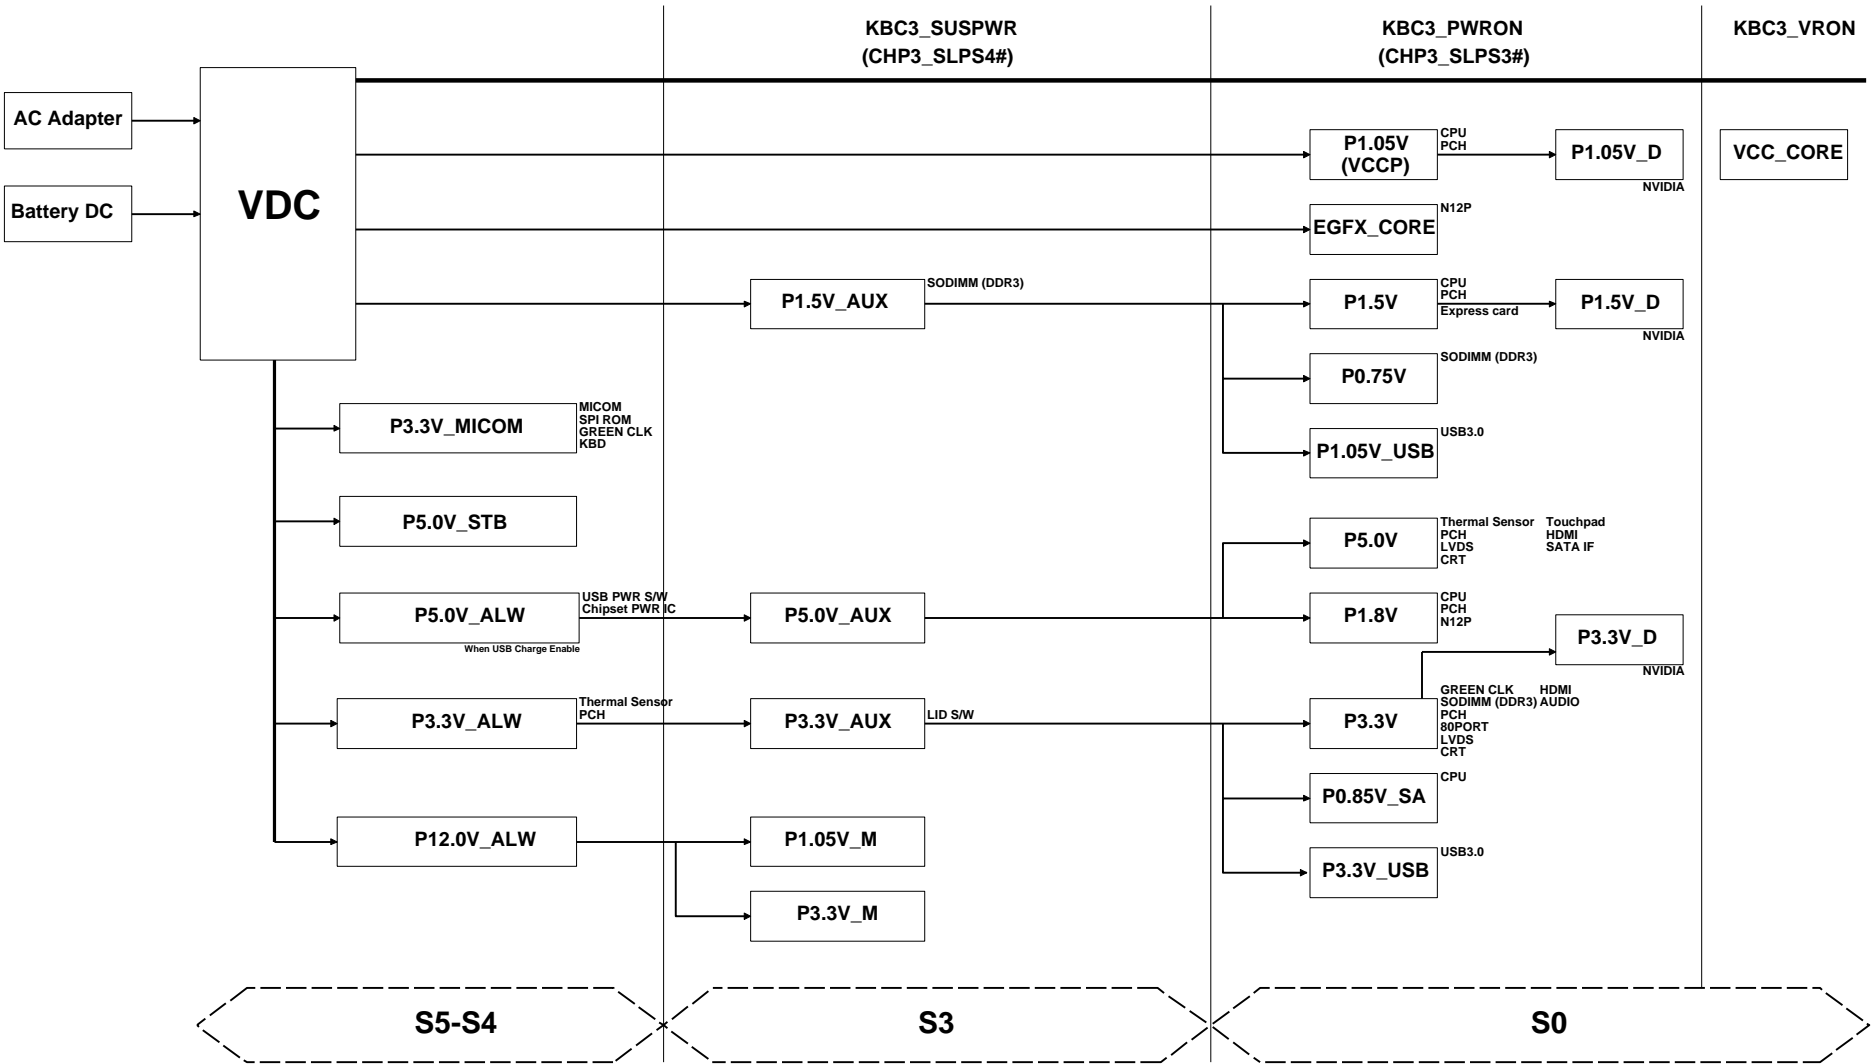 KBC3_SUSPWR
(CHP3_SLPS4#)
KBC3_PWRON
(CHP3_SLPS3#)
KBC3_VRON
AC Adapter
Battery DC
VDC
P1.05V
(VCCP)
CPU
PCH
P1.05V_D
NVIDIA
VCC_CORE
EGFX_CORE
N12P
P1.5V_AUX
SODIMM (DDR3)
P1.5V
CPU
PCH
Express card
P1.5V_D
NVIDIA
P0.75V
SODIMM (DDR3)
P3.3V_MICOM
MICOM
SPI ROM
GREEN CLK
KBD
P1.05V_USB
USB3.0
P5.0V_STB
P5.0V
Thermal Sensor Touchpad
PCH HDMI
LVDS SATA IF
CRT
P5.0V_ALW
USB PWR S/W
Chipset PWR IC
When USB Charge Enable
P5.0V_AUX
P1.8V
CPU
PCH
N12P
P3.3V_D
NVIDIA
P3.3V_ALW
Thermal Sensor
PCH
P3.3V_AUX
LID S/W
P3.3V
GREEN CLK HDMI
SODIMM (DDR3) AUDIO
PCH
80PORT
LVDS
CRT
P0.85V_SA
CPU
P12.0V_ALW
P1.05V_M
P3.3V_USB
USB3.0
P3.3V_M
S5-S4
S3
S0